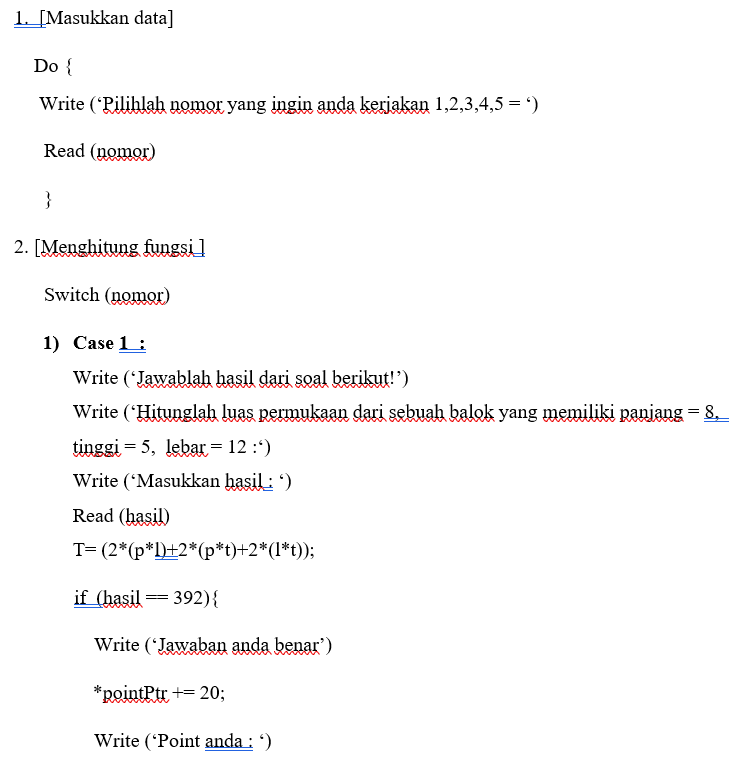 1. [Masukkan data]
Do {
Write (‘Pilihlah nomor yang ingin anda kerjakan 1,2,3,4,5 = ‘)
Read (nomor)
}
2. [Menghitung fungsi ]
Switch (nomor)
1) Case 1 :
Write (‘Jawablah hasil dari soal berikut!’)
Write (‘Hitunglah luas permukaan dari sebuah balok yang memiliki panjang = 8,
tinggi = 5, lebar = 12 :‘)
Write (‘Masukkan hasil : ‘)
Read (hasil)
T= (2*(p*l)+2*(p*t)+2*(l*t));
if (hasil == 392){
Write (‘Jawaban anda benar’)
*pointPtr += 20;
Write (‘Point anda : ‘)